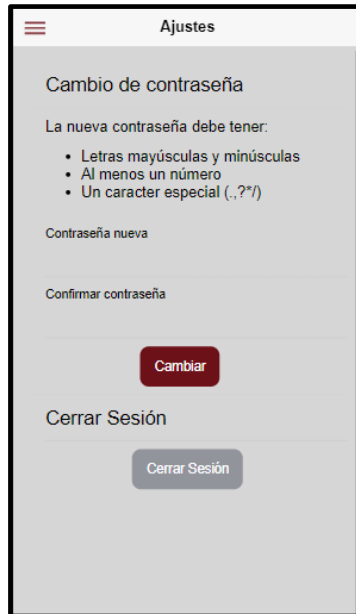 Ajustes
Cambio de contraseña
La nueva contraseña debe tener:
• Letras mayúsculas y minúsculas
• Al menos un número
• Un caracter especial (.,?*/)
Contraseña nueva
Confirmar contraseña
Cambiar
Cerrar Sesión
Cerrar Sesión